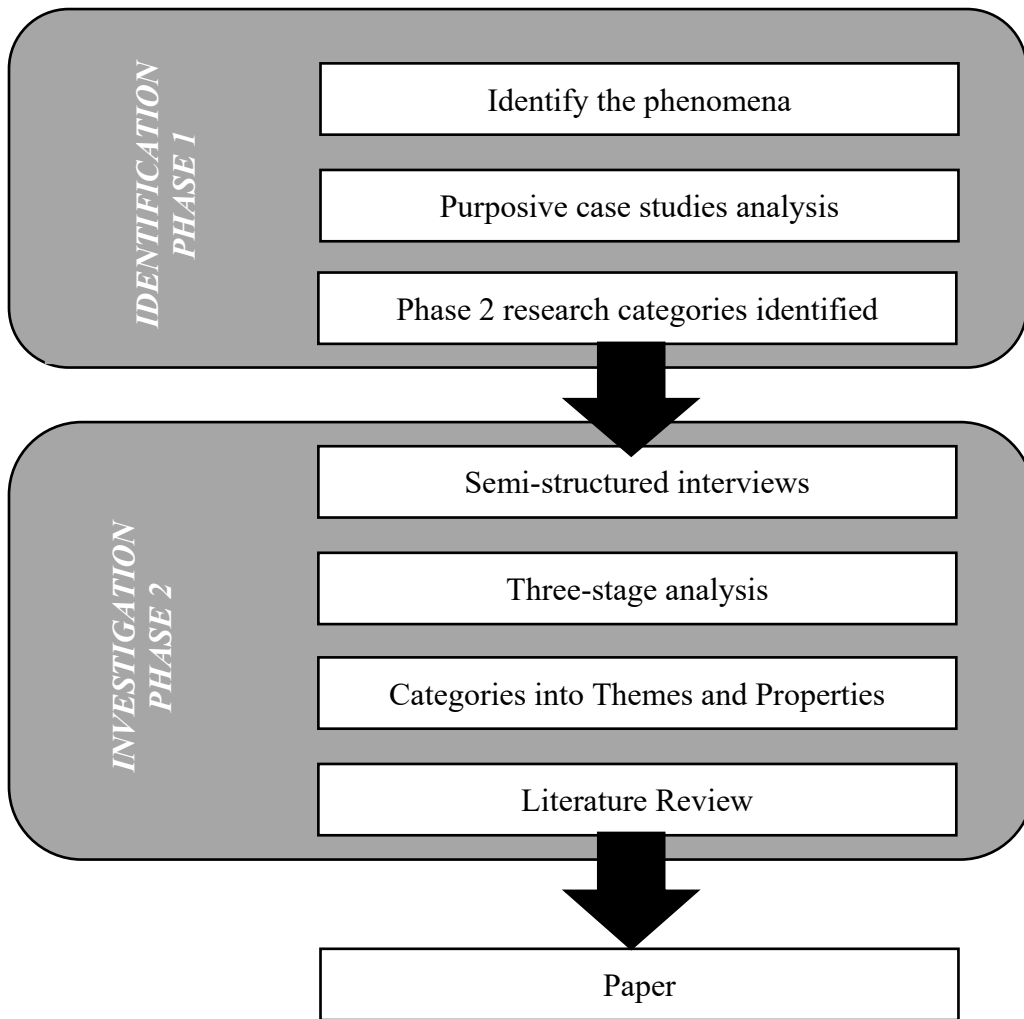 IDENTIFICATION
PHASE 1
Identify the phenomena
Purposive case studies analysis
Phase 2 research categories identified
INVESTIGATION
PHASE 2
Semi-structured interviews
Three-stage analysis
Categories into Themes and Properties
Literature Review
Paper